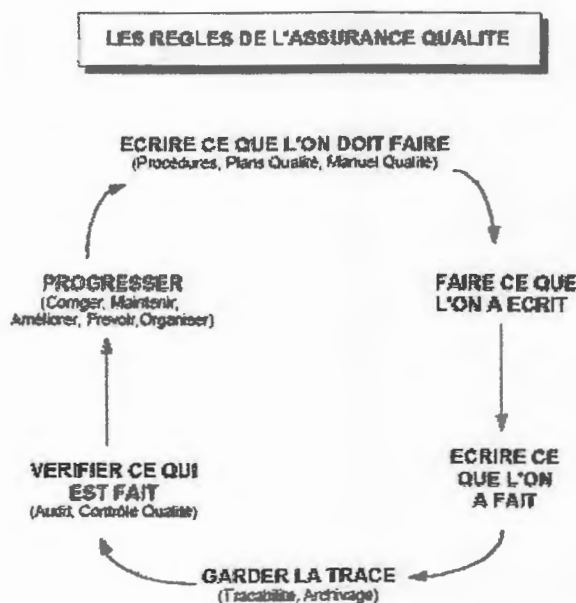 LES REGLES DE L'ASSURANCE QUALITE
ECRIRE CE QUE L'ON DOIT FAIRE
(Procédures, Plans Qualité, Manuel Qualité)
FAIRE CE QUE
L'ON A ECRIT
ECRIRE CE
QUE L'ON
A FAIT
GARDER LA TRACE
(Tracabilité, Archivage)
VERIFIER CE QUI
EST FAIT
(Audit, Contrôle Qualité)
PROGRESSER
(Corriger, Maintenir,
Améliorer, Prevoir, Organiser)